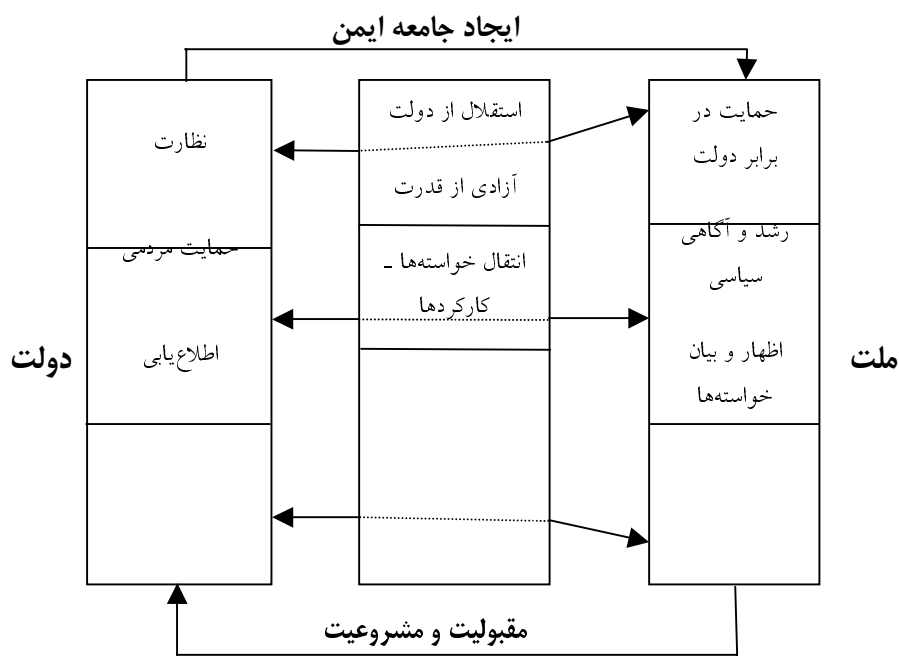 ایجاد جامعه ایمن
حمایت در
برابر دولت
رشد و آگاهی
سیاسی
اظهار و بیان
خواسته‌ها
ملت
استقلال از دولت
آزادی از قدرت
انتقال خواسته‌ها ـ
کارکردها
نظارت
حمایت مردمی
اطلاع‌یابی
دولت
مقبولیت و مشروعیت